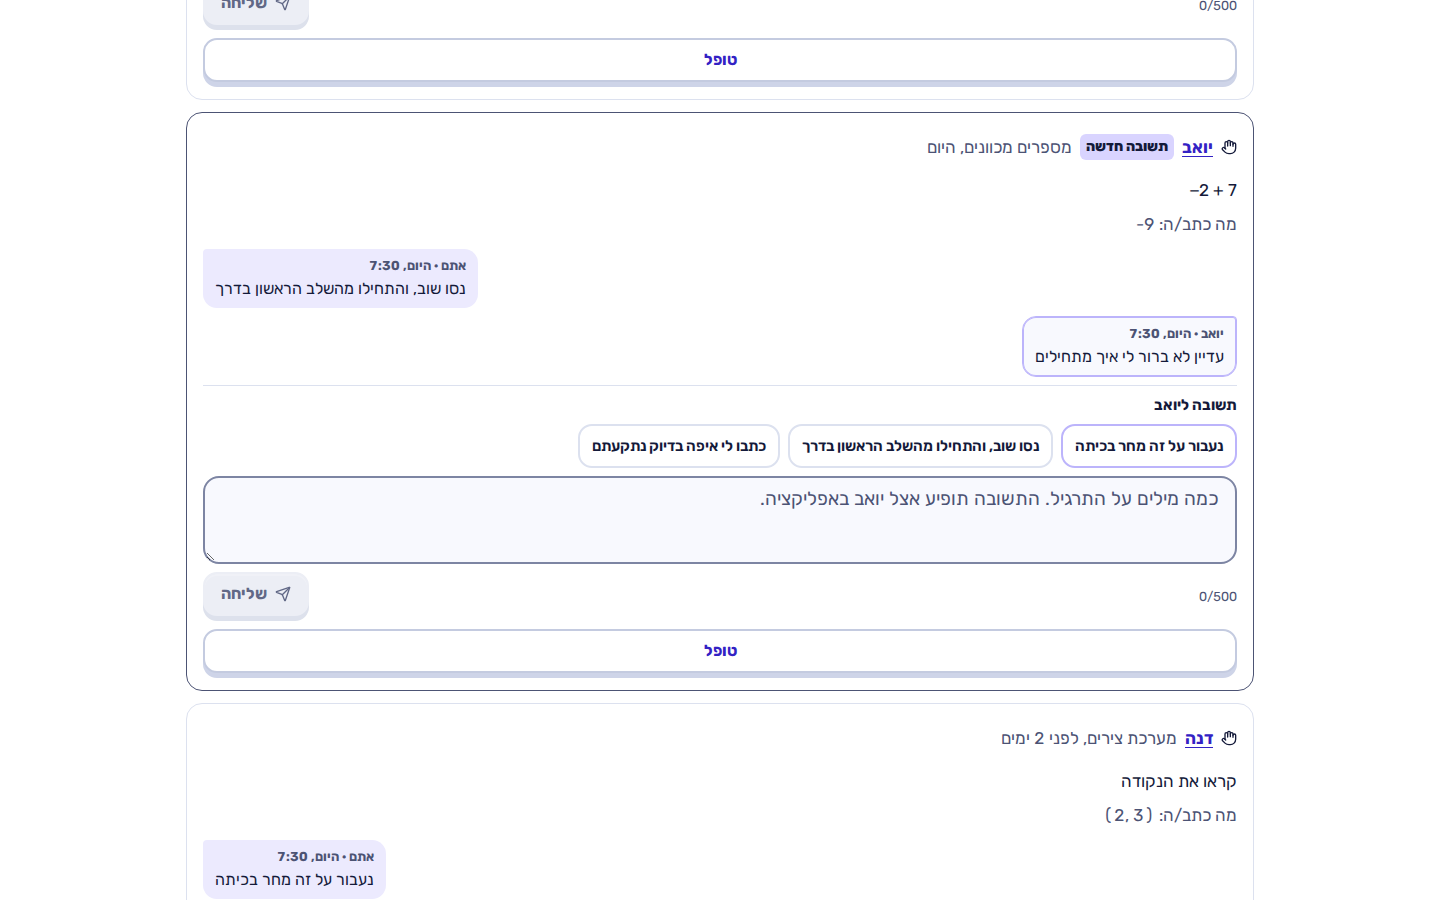 שליחה
0/500
טופל
יואב תשובה חדשה מספרים מכוונים, היום
−2 + 7
מה כתב/ה: 9-
אתם • היום, 7:30
נסו שוב, והתחילו מהשלב הראשון בדרך
יואב • היום, 7:30
עדיין לא ברור לי איך מתחילים
תשובה ליואב
נעבור על זה מחר בכיתה
נסו שוב, והתחילו מהשלב הראשון בדרך
כתבו לי איפה בדיוק נתקעתם
כמה מילים על התרגיל. התשובה תופיע אצל יואב באפליקציה.
שליחה
0/500
טופל
דנה מערכת צירים, לפני 2 ימים
קראו את הנקודה
מה כתב/ה: (2, 3)
אתם • היום, 7:30
נעבור על זה מחר בכיתה